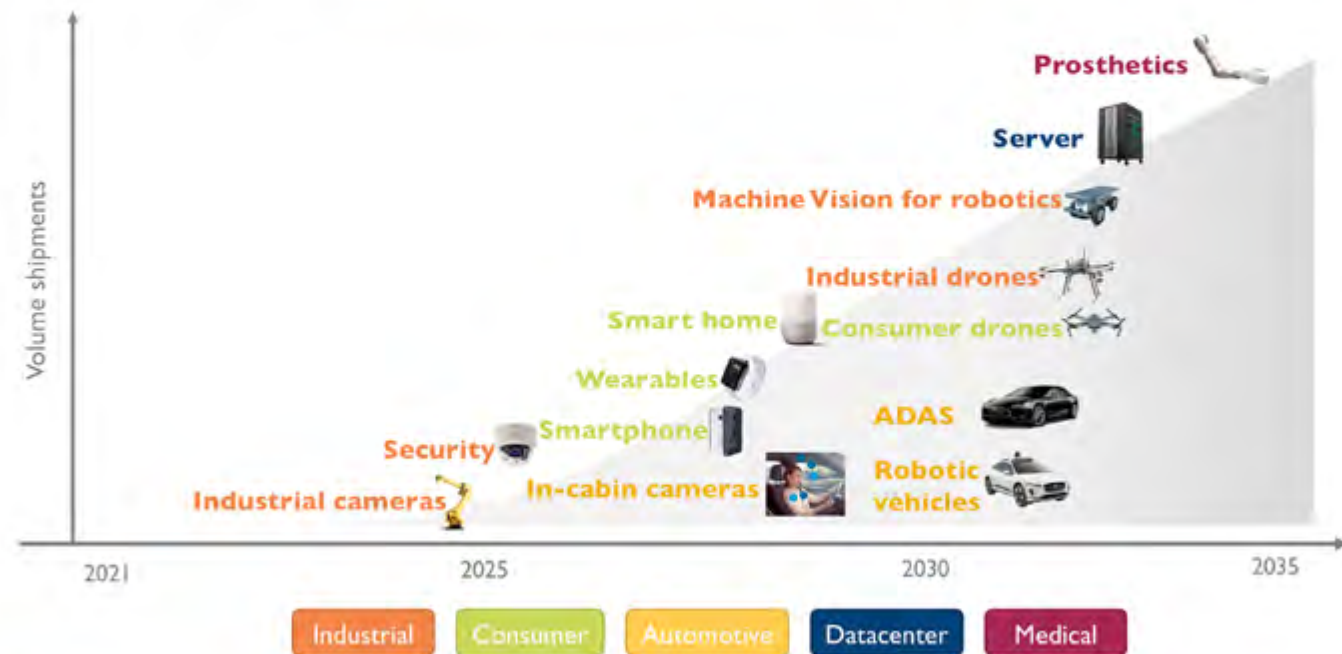 Prosthetics
Server
Machine Vision for robotics
Industrial drones
Smart home
Consumer drones
Wearables
ADAS
Smartphone
Security
In-cabin cameras
Robotic
vehicles
Industrial cameras
Volume shipments
2021
2025
2030
2035
Industrial
Consumer
Automotive
Datacenter
Medical